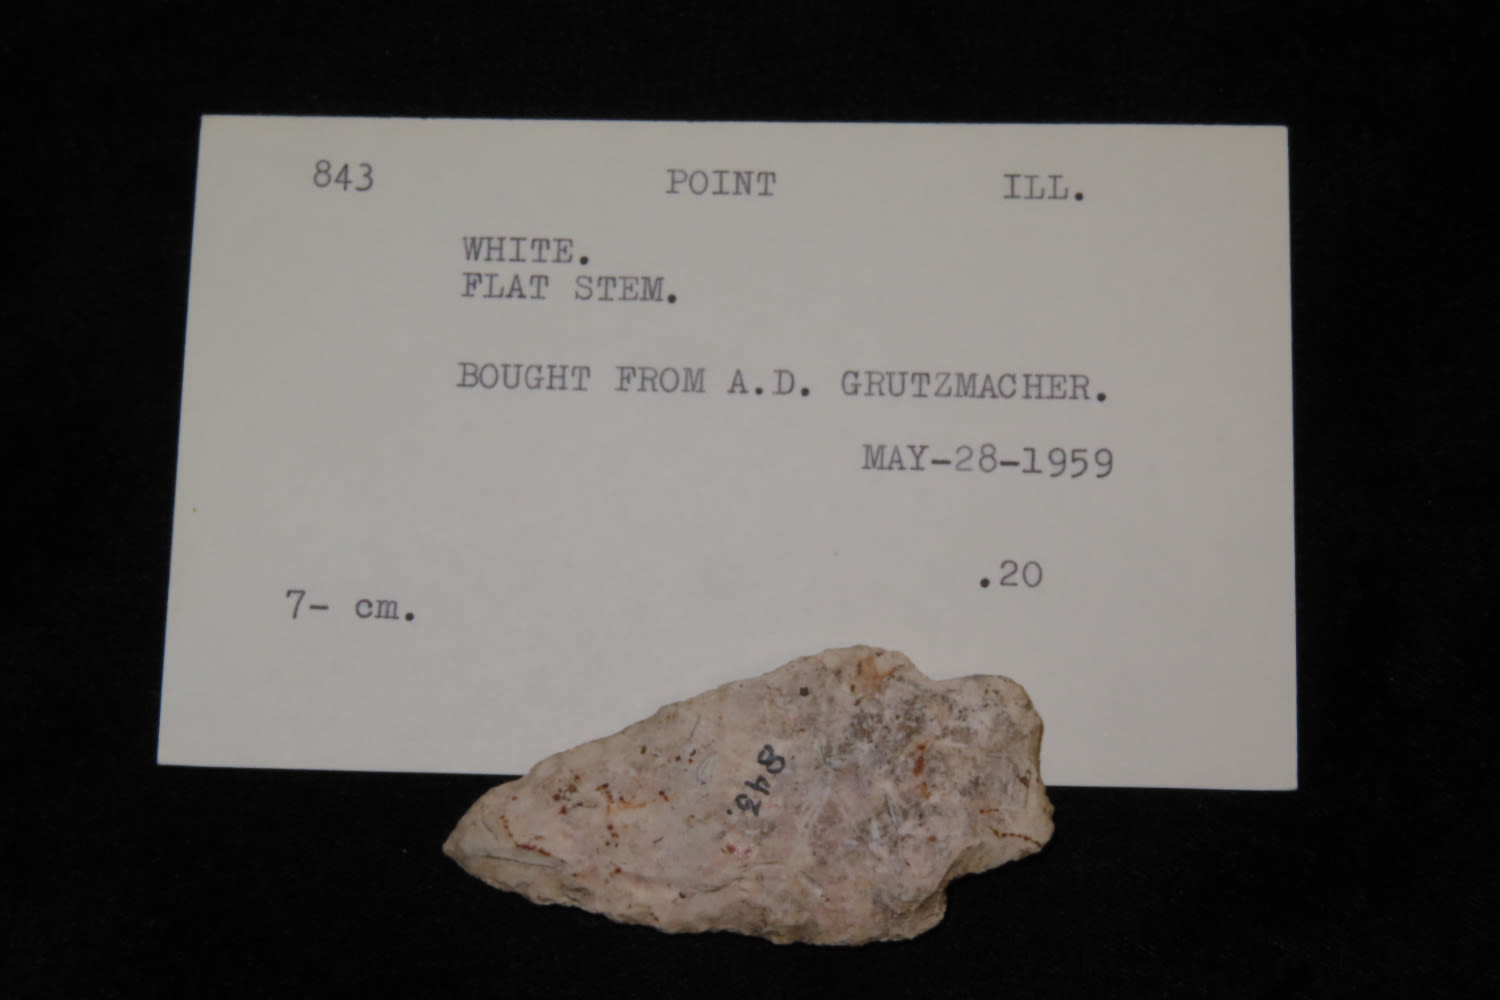 843 POINT ILL.
WHITE.
FLAT STEM.
BOUGHT FROM A.D. GRUTZMACHER.
MAY-28-1959
.20
7- cm.
843.